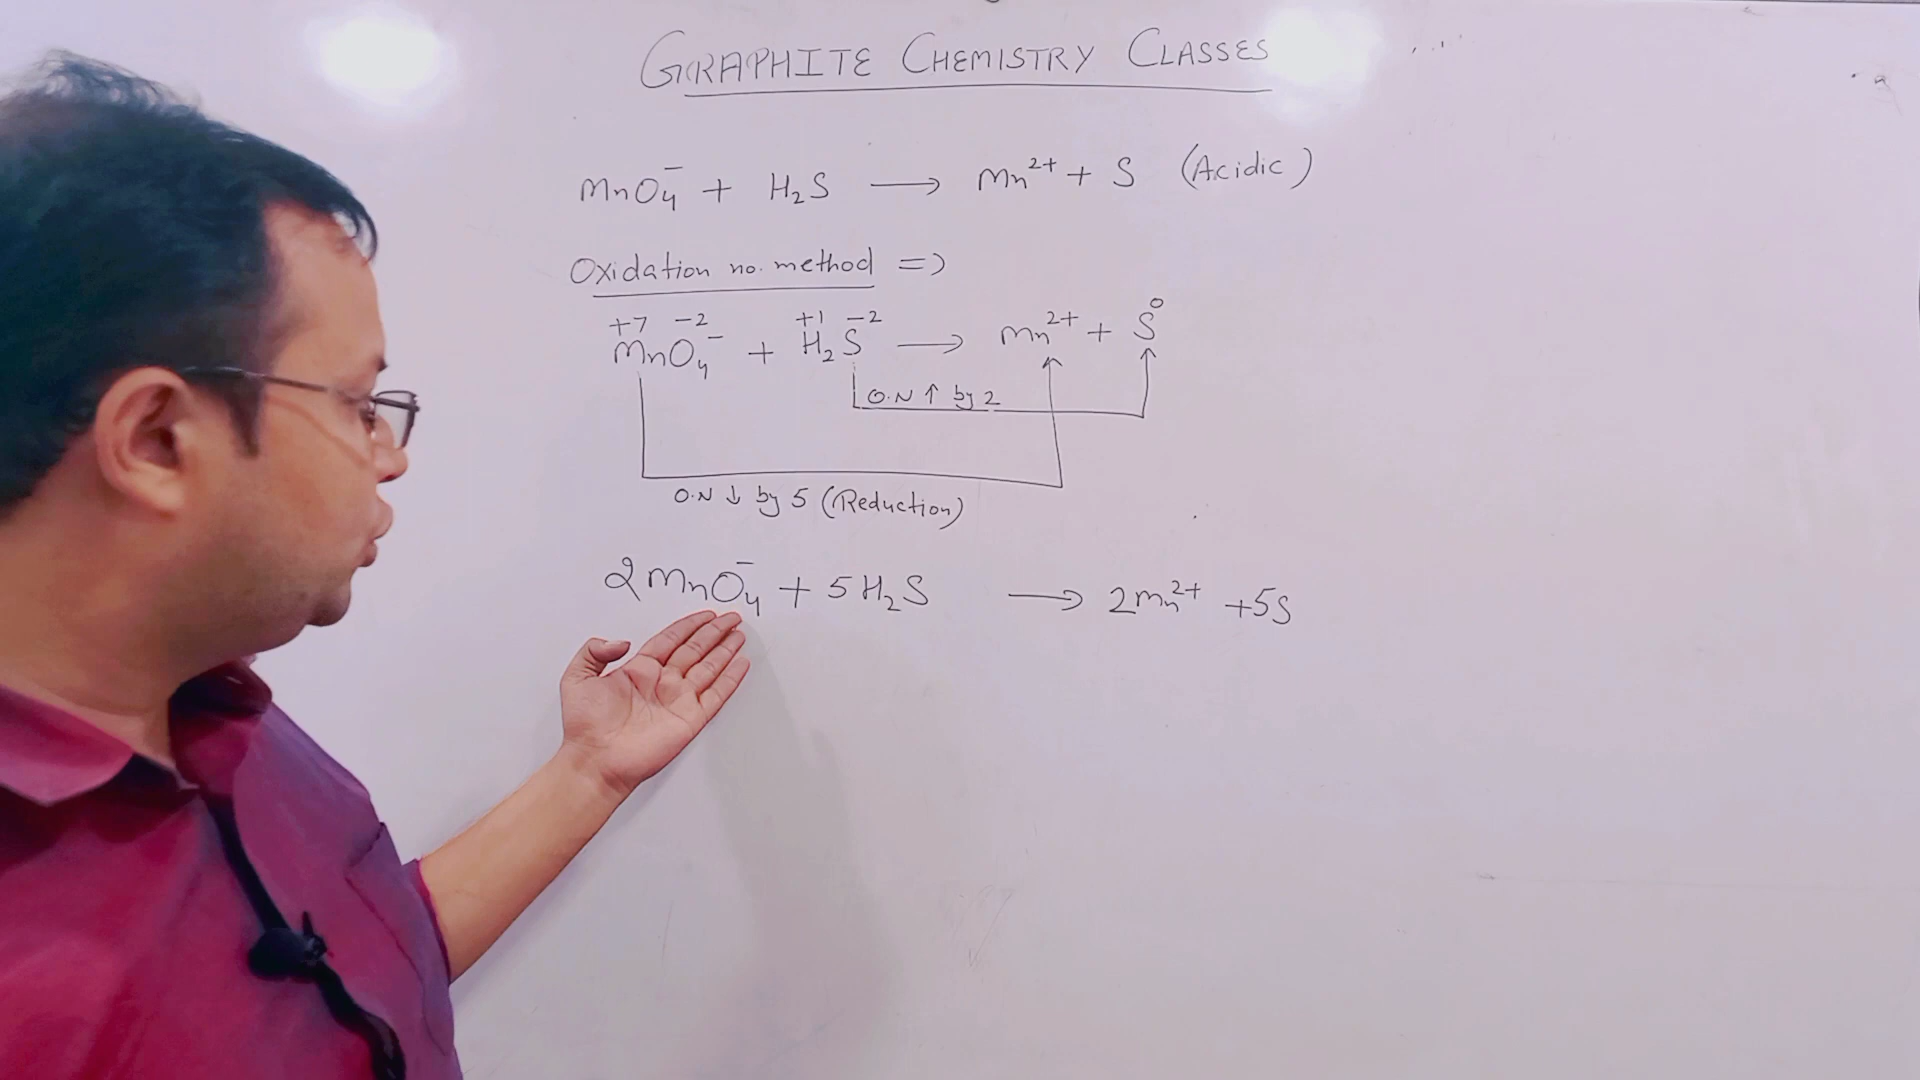 GRAPHITE CHEMISTRY CLASSES
MnO₄⁻ + H₂S ⟶ Mn²⁺ + S (Acidic)
Oxidation no. method =>
+7 -2 +1 -2 0
MnO₄⁻ + H₂S ⟶ Mn²⁺ + S
O.N ↑ by 2
O.N ↓ by 5 (Reduction)
2MnO₄⁻ + 5H₂S ⟶ 2Mn²⁺ + 5S